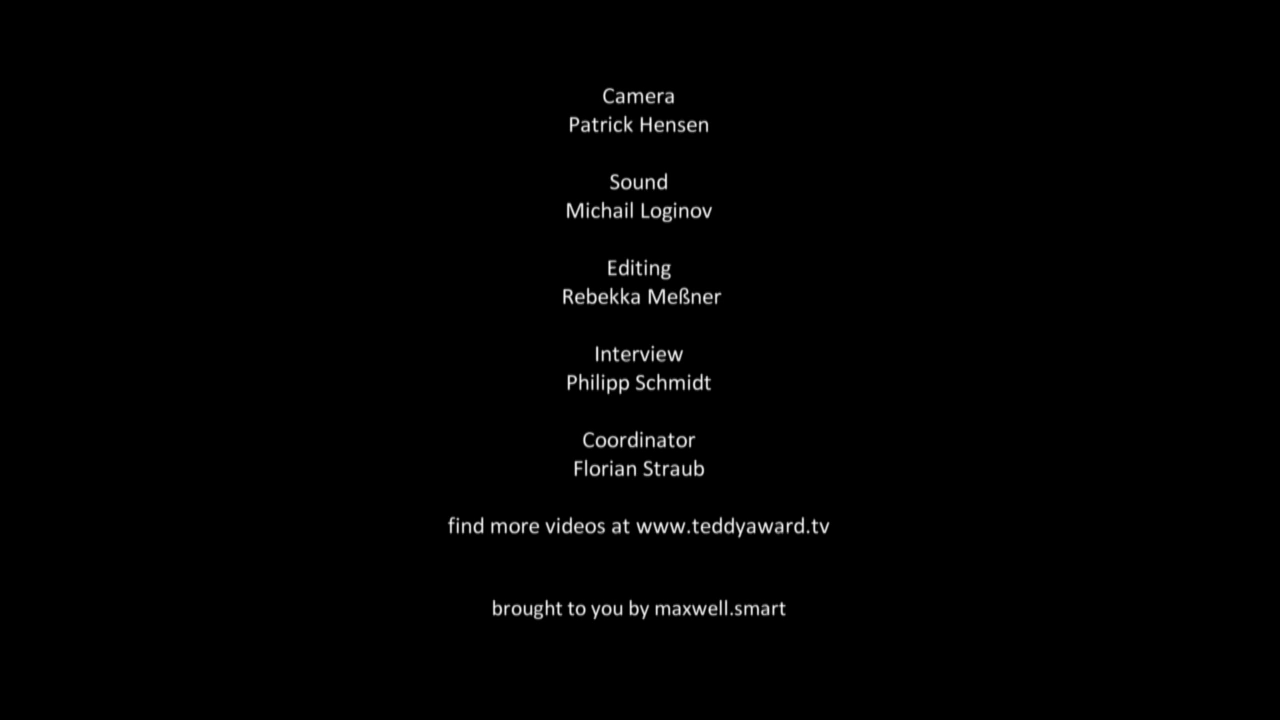 Camera
Patrick Hensen
Sound
Michail Loginov
Editing
Rebekka Meßner
Interview
Philipp Schmidt
Coordinator
Florian Straub
find more videos at www.teddyaward.tv
brought to you by maxwell.smart